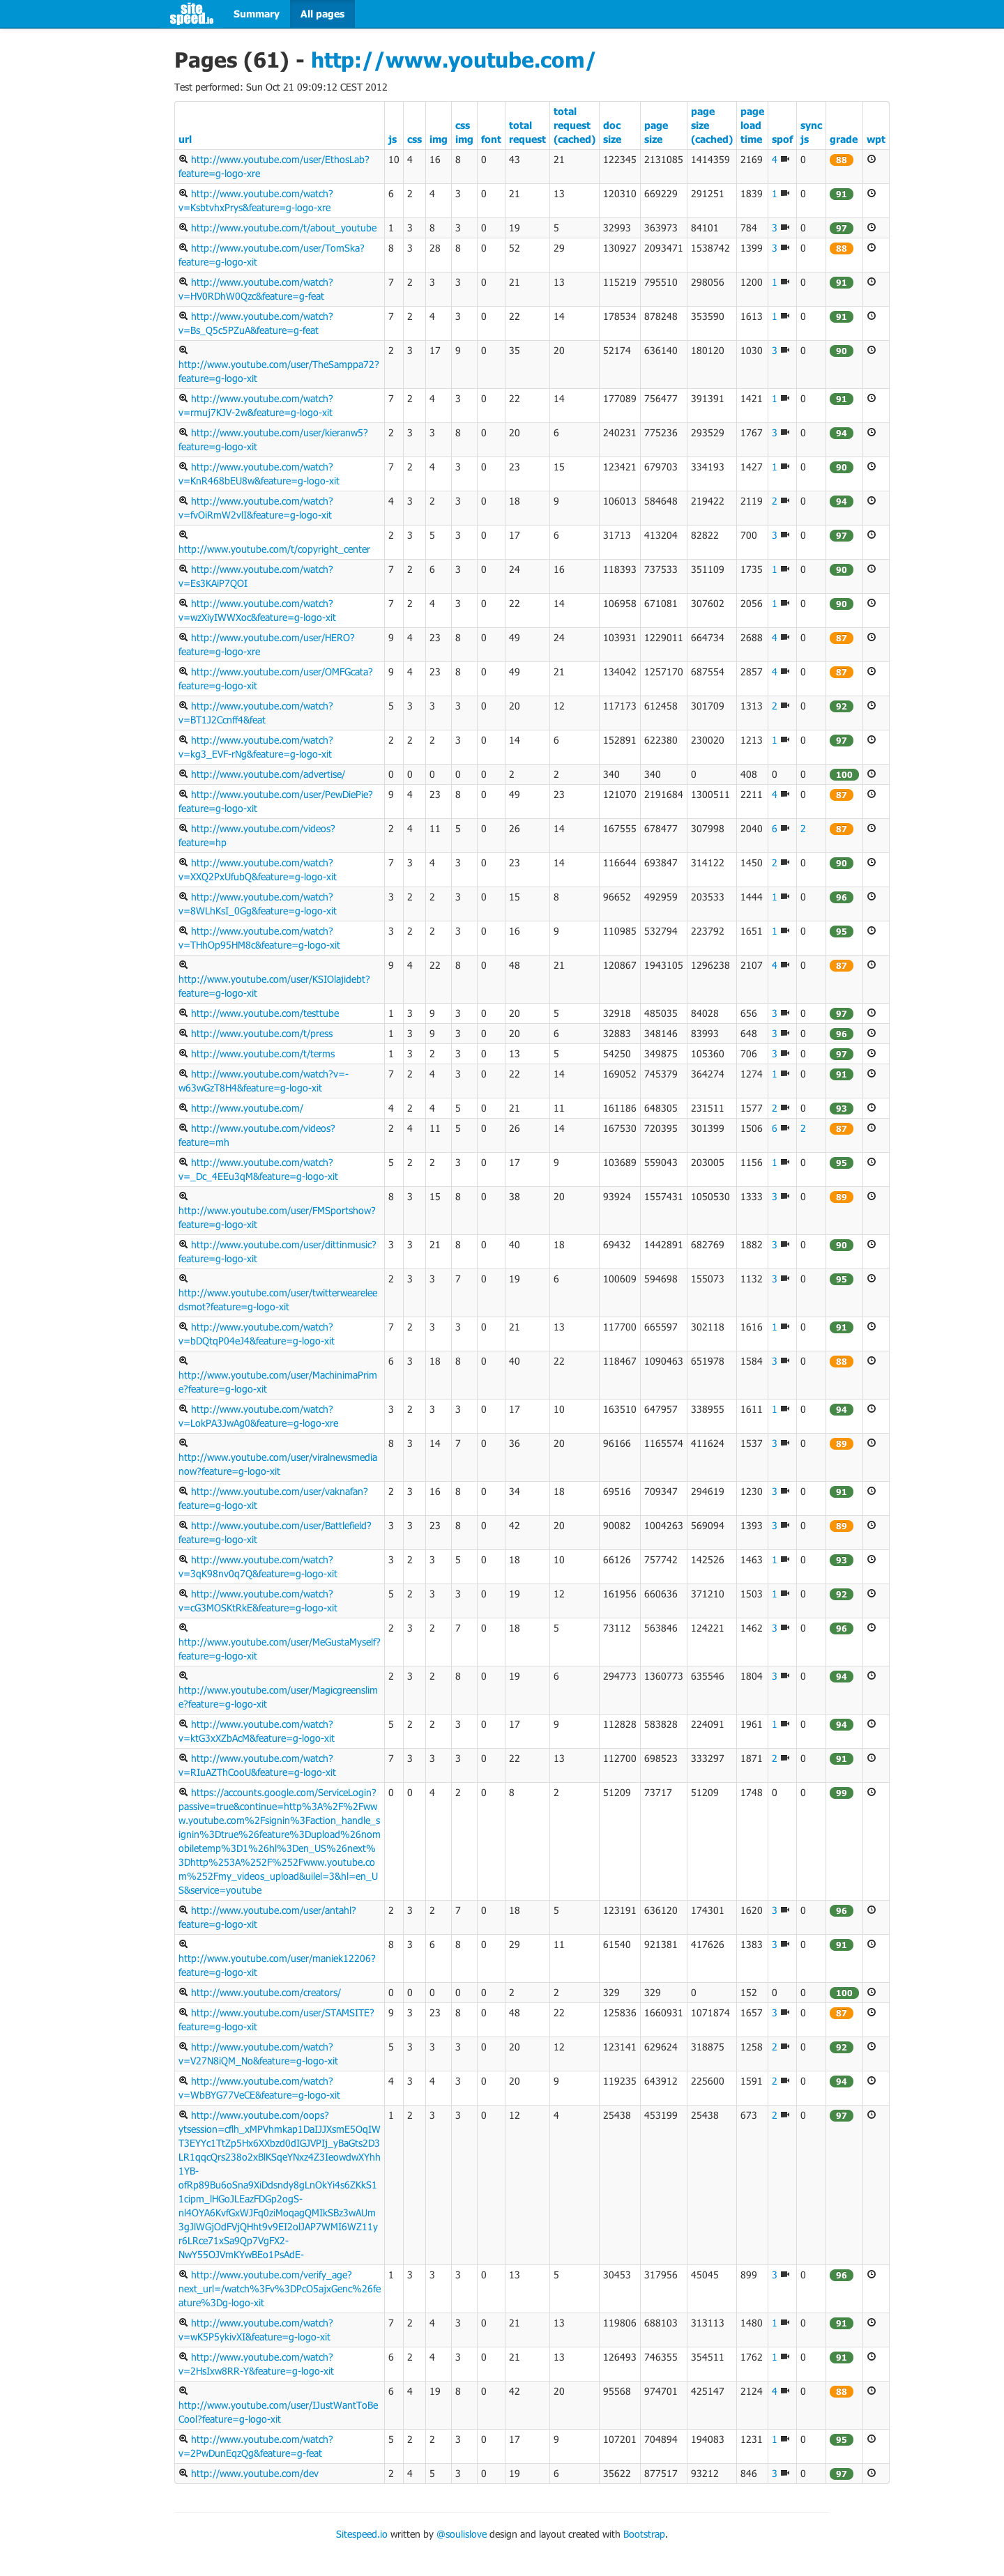 site speed.io Summary All pages
Pages (61) - http://www.youtube.com/
Test performed: Sun Oct 21 09:09:12 CEST 2012
url js css img css img font total request total request (cached) doc size page size page size (cached) page load time spof sync js grade wpt
http://www.youtube.com/user/EthosLab? 10 4 16 8 0 43 21 122345 2131085 1414359 2169 4 0 88
feature=g-logo-xre
http://www.youtube.com/watch? 6 2 4 3 0 21 13 120310 669229 291251 1839 1 0 91
v=KsbtvhxPrys&feature=g-logo-xre
http://www.youtube.com/t/about_youtube 1 3 8 3 0 19 5 32993 363973 84101 784 3 0 97
http://www.youtube.com/user/TomSka? 8 3 28 8 0 52 29 130927 2093471 1538742 1399 3 0 88
feature=g-logo-xit
http://www.youtube.com/watch? 7 2 3 3 0 21 13 115219 795510 298056 1200 1 0 91
v=HV0RDhW0Qzc&feature=g-feat
http://www.youtube.com/watch? 7 2 4 3 0 22 14 178534 878248 353590 1613 1 0 91
v=Bs_Q5c5PZuA&feature=g-feat
2 3 17 9 0 35 20 52174 636140 180120 1030 3 0 90
http://www.youtube.com/user/TheSamppa72?
feature=g-logo-xit
http://www.youtube.com/watch? 7 2 4 3 0 22 14 177089 756477 391391 1421 1 0 91
v=rmuj7KJV-2w&feature=g-logo-xit
http://www.youtube.com/user/kieranw5? 2 3 3 8 0 20 6 240231 775236 293529 1767 3 0 94
feature=g-logo-xit
http://www.youtube.com/watch? 7 2 4 3 0 23 15 123421 679703 334193 1427 1 0 90
v=KnR468bEU8w&feature=g-logo-xit
http://www.youtube.com/watch? 4 3 2 3 0 18 9 106013 584648 219422 2119 2 0 94
v=fvOiRmW2vlI&feature=g-logo-xit
2 3 5 3 0 17 6 31713 413204 82822 700 3 0 97
http://www.youtube.com/t/copyright_center
http://www.youtube.com/watch? 7 2 6 3 0 24 16 118393 737533 351109 1735 1 0 90
v=Es3KAiP7QOI
http://www.youtube.com/watch? 7 2 4 3 0 22 14 106958 671081 307602 2056 1 0 90
v=wzXiyIWWXoc&feature=g-logo-xit
http://www.youtube.com/user/HERO? 9 4 23 8 0 49 24 103931 1229011 664734 2688 4 0 87
feature=g-logo-xre
http://www.youtube.com/user/OMFGcata? 9 4 23 8 0 49 21 134042 1257170 687554 2857 4 0 87
feature=g-logo-xit
http://www.youtube.com/watch? 5 3 3 3 0 20 12 117173 612458 301709 1313 2 0 92
v=BT1J2Ccnff4&feat
http://www.youtube.com/watch? 2 2 2 3 0 14 6 152891 622380 230020 1213 1 0 97
v=kg3_EVF-rNg&feature=g-logo-xit
http://www.youtube.com/advertise/ 0 0 0 0 0 2 2 340 340 0 408 0 0 100
http://www.youtube.com/user/PewDiePie? 9 4 23 8 0 49 23 121070 2191684 1300511 2211 4 0 87
feature=g-logo-xit
http://www.youtube.com/videos? 2 4 11 5 0 26 14 167555 678477 307998 2040 6 2 87
feature=hp
http://www.youtube.com/watch? 7 3 4 3 0 23 14 116644 693847 314122 1450 2 0 90
v=XXQ2PxUfubQ&feature=g-logo-xit
http://www.youtube.com/watch? 3 2 2 3 0 15 8 96652 492959 203533 1444 1 0 96
v=8WLhKsI_0Gg&feature=g-logo-xit
http://www.youtube.com/watch? 3 2 2 3 0 16 9 110985 532794 223792 1651 1 0 95
v=THhOp95HM8c&feature=g-logo-xit
9 4 22 8 0 48 21 120867 1943105 1296238 2107 4 0 87
http://www.youtube.com/user/KSIOlajidebt?
feature=g-logo-xit
http://www.youtube.com/testtube 1 3 9 3 0 20 5 32918 485035 84028 656 3 0 97
http://www.youtube.com/t/press 1 3 9 3 0 20 6 32883 348146 83993 648 3 0 96
http://www.youtube.com/t/terms 1 3 2 3 0 13 5 54250 349875 105360 706 3 0 97
http://www.youtube.com/watch?v=- 7 2 4 3 0 22 14 169052 745379 364274 1274 1 0 91
w63wGzT8H4&feature=g-logo-xit
http://www.youtube.com/ 4 2 4 5 0 21 11 161186 648305 231511 1577 2 0 93
http://www.youtube.com/videos? 2 4 11 5 0 26 14 167530 720395 301399 1506 6 2 87
feature=mh
http://www.youtube.com/watch? 5 2 2 3 0 17 9 103689 559043 203005 1156 1 0 95
v=_Dc_4EEu3qM&feature=g-logo-xit
8 3 15 8 0 38 20 93924 1557431 1050530 1333 3 0 89
http://www.youtube.com/user/FMSportshow?
feature=g-logo-xit
http://www.youtube.com/user/dittinmusic? 3 3 21 8 0 40 18 69432 1442891 682769 1882 3 0 90
feature=g-logo-xit
2 3 3 7 0 19 6 100609 594698 155073 1132 3 0 95
http://www.youtube.com/user/twitterwearelee
dsmot?feature=g-logo-xit
http://www.youtube.com/watch? 7 2 3 3 0 21 13 117700 665597 302118 1616 1 0 91
v=bDQtqP04eJ4&feature=g-logo-xit
6 3 18 8 0 40 22 118467 1090463 651978 1584 3 0 88
http://www.youtube.com/user/MachinimaPrim
e?feature=g-logo-xit
http://www.youtube.com/watch? 3 2 3 3 0 17 10 163510 647957 338955 1611 1 0 94
v=LokPA3JwAg0&feature=g-logo-xre
8 3 14 7 0 36 20 96166 1165574 411624 1537 3 0 89
http://www.youtube.com/user/viralnewsmedia
now?feature=g-logo-xit
http://www.youtube.com/user/vaknafan? 2 3 16 8 0 34 18 69516 709347 294619 1230 3 0 91
feature=g-logo-xit
http://www.youtube.com/user/Battlefield? 3 3 23 8 0 42 20 90082 1004263 569094 1393 3 0 89
feature=g-logo-xit
http://www.youtube.com/watch? 3 2 3 5 0 18 10 66126 757742 142526 1463 1 0 93
v=3qK98nv0q7Q&feature=g-logo-xit
http://www.youtube.com/watch? 5 2 3 3 0 19 12 161956 660636 371210 1503 1 0 92
v=cG3MOSKtRkE&feature=g-logo-xit
2 3 2 7 0 18 5 73112 563846 124221 1462 3 0 96
http://www.youtube.com/user/MeGustaMyself?
feature=g-logo-xit
2 3 2 8 0 19 6 294773 1360773 635546 1804 3 0 94
http://www.youtube.com/user/Magicgreenslim
e?feature=g-logo-xit
http://www.youtube.com/watch? 5 2 2 3 0 17 9 112828 583828 224091 1961 1 0 94
v=ktG3xXZbAcM&feature=g-logo-xit
http://www.youtube.com/watch? 7 3 3 3 0 22 13 112700 698523 333297 1871 2 0 91
v=RIuAZThCooU&feature=g-logo-xit
https://accounts.google.com/ServiceLogin? 0 0 4 2 0 8 2 51209 73717 51209 1748 0 0 99
passive=true&continue=http%3A%2F%2Fww
w.youtube.com%2Fsignin%3Faction_handle_s
ignin%3Dtrue%26feature%3Dupload%26nom
obiletemp%3D1%26hl%3Den_US%26next%
3Dhttp%253A%252F%252Fwww.youtube.co
m%252Fmy_videos_upload&uilel=3&hl=en_U
S&service=youtube
http://www.youtube.com/user/antahl? 2 3 2 7 0 18 5 123191 636120 174301 1620 3 0 96
feature=g-logo-xit
8 3 6 8 0 29 11 61540 921381 417626 1383 3 0 91
http://www.youtube.com/user/maniek12206?
feature=g-logo-xit
http://www.youtube.com/creators/ 0 0 0 0 0 2 2 329 329 0 152 0 0 100
http://www.youtube.com/user/STAMSITE? 9 3 23 8 0 48 22 125836 1660931 1071874 1657 3 0 87
feature=g-logo-xit
http://www.youtube.com/watch? 5 3 3 3 0 20 12 123141 629624 318875 1258 2 0 92
v=V27N8iQM_No&feature=g-logo-xit
http://www.youtube.com/watch? 4 3 4 3 0 20 9 119235 643912 225600 1591 2 0 94
v=WbBYG77VeCE&feature=g-logo-xit
http://www.youtube.com/oops? 1 2 3 3 0 12 4 25438 453199 25438 673 2 0 97
ytsession=cflh_xMPVhmkap1DaIJJXsmE5OqIW
T3EYYc1TtZp5Hx6XXbzd0dIGJVPIj_yBaGts2D3
LR1qqcQrs238o2xBlKSqeYNxz4Z3IeowdwXYhh
1YB-
ofRp89Bu6oSna9XiDdsndy8gLnOkYi4s6ZKkS1
1cipm_lHGoJLEazFDGp2ogS-
nl4OYA6KvfGxWJFq0ziMoqagQMIkSBz3wAUm
3gJlWGjOdFVjQHht9v9EI2olJAP7WMI6WZ11y
r6LRce71xSa9Qp7VgFX2-
NwY55OJVmKYwBEo1PsAdE-
http://www.youtube.com/verify_age? 1 3 3 3 0 13 5 30453 317956 45045 899 3 0 96
next_url=/watch%3Fv%3DPcO5ajxGenc%26fe
ature%3Dg-logo-xit
http://www.youtube.com/watch? 7 2 4 3 0 21 13 119806 688103 313113 1480 1 0 91
v=wK5P5ykivXI&feature=g-logo-xit
http://www.youtube.com/watch? 6 2 4 3 0 21 13 126493 746355 354511 1762 1 0 91
v=2HsIxw8RR-Y&feature=g-logo-xit
6 4 19 8 0 42 20 95568 974701 425147 2124 4 0 88
http://www.youtube.com/user/IJustWantToBe
Cool?feature=g-logo-xit
http://www.youtube.com/watch? 5 2 2 3 0 17 9 107201 704894 194083 1231 1 0 95
v=2PwDunEqzQg&feature=g-feat
http://www.youtube.com/dev 2 4 5 3 0 19 6 35622 877517 93212 846 3 0 97
Sitespeed.io written by @soulislove design and layout created with Bootstrap.